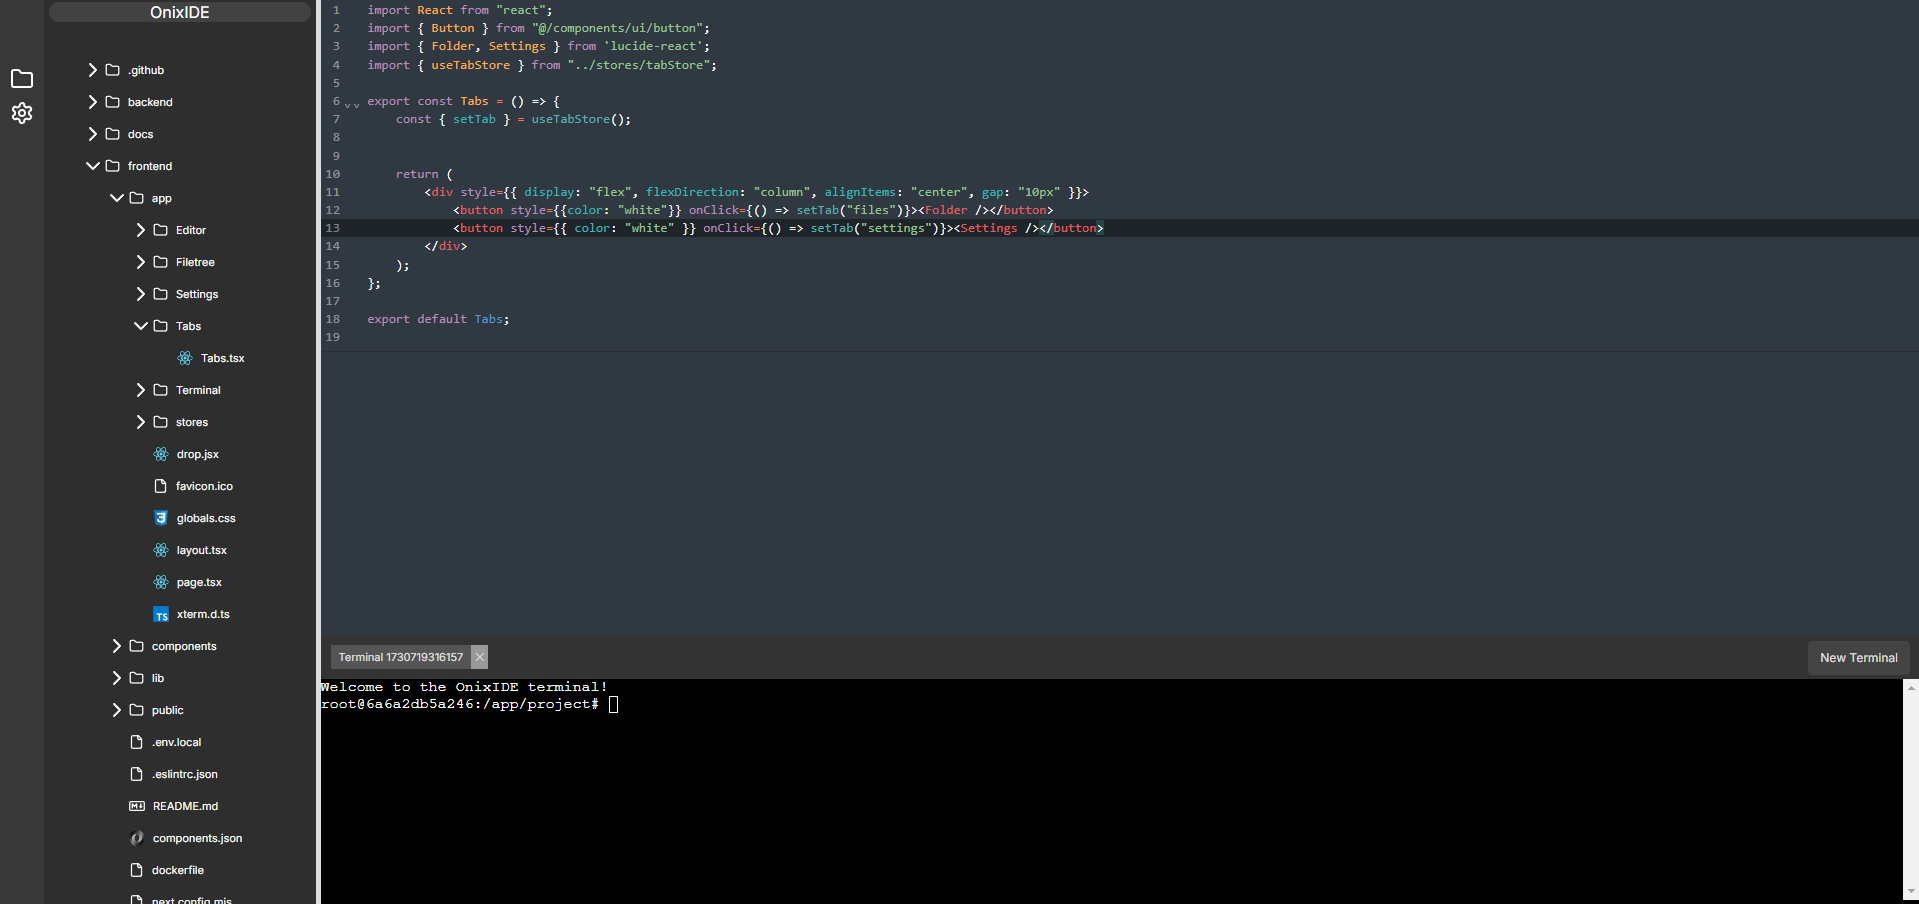 OnixIDE
.github
backend
docs
frontend
app
Editor
Filetree
Settings
Tabs
Tabs.tsx
Terminal
stores
drop.jsx
favicon.ico
globals.css
layout.tsx
page.tsx
TS xterm.d.ts
components
lib
public
.env.local
.eslintrc.json
README.md
components.json
dockerfile
next.config.mjs
1 import React from "react";
2 import { Button } from "@/components/ui/button";
3 import { Folder, Settings } from 'lucide-react';
4 import { useTabStore } from "../stores/tabStore";
5
6 export const Tabs = () => {
7 const { setTab } = useTabStore();
8
9
10 return (
11 <div style={{ display: "flex", flexDirection: "column", alignItems: "center", gap: "10px" }}>
12 <button style={{color: "white"}} onClick={() => setTab("files")}><Folder /></button>
13 <button style={{ color: "white" }} onClick={() => setTab("settings")}><Settings /></button>
14 </div>
15 );
16 };
17
18 export default Tabs;
19
Terminal 1730719316157
New Terminal
Welcome to the OnixIDE terminal!
root@6a6a2db5a246:/app/project#